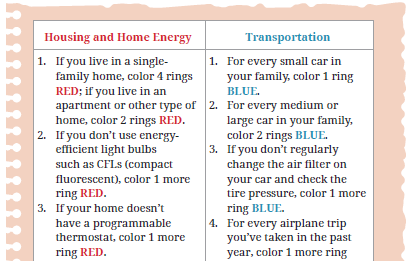 Housing and Home Energy
1. If you live in a single-
family home, color 4 rings
RED; if you live in an
apartment or other type of
home, color 2 rings RED.
2. If you don't use energy-
efficient light bulbs
such as CFLs (compact
fluorescent), color 1 more
ring RED.
3. If your home doesn't
have a programmable
thermostat, color 1 more
ring RED.
Transportation
1. For every small car in
your family, color 1 ring
BLUE.
2. For every medium or
large car in your family,
color 2 rings BLUE.
3. If you don't regularly
change the air filter on
your car and check the
tire pressure, color 1 more
ring BLUE.
4. For every airplane trip
you've taken in the past
year, color 1 more ring